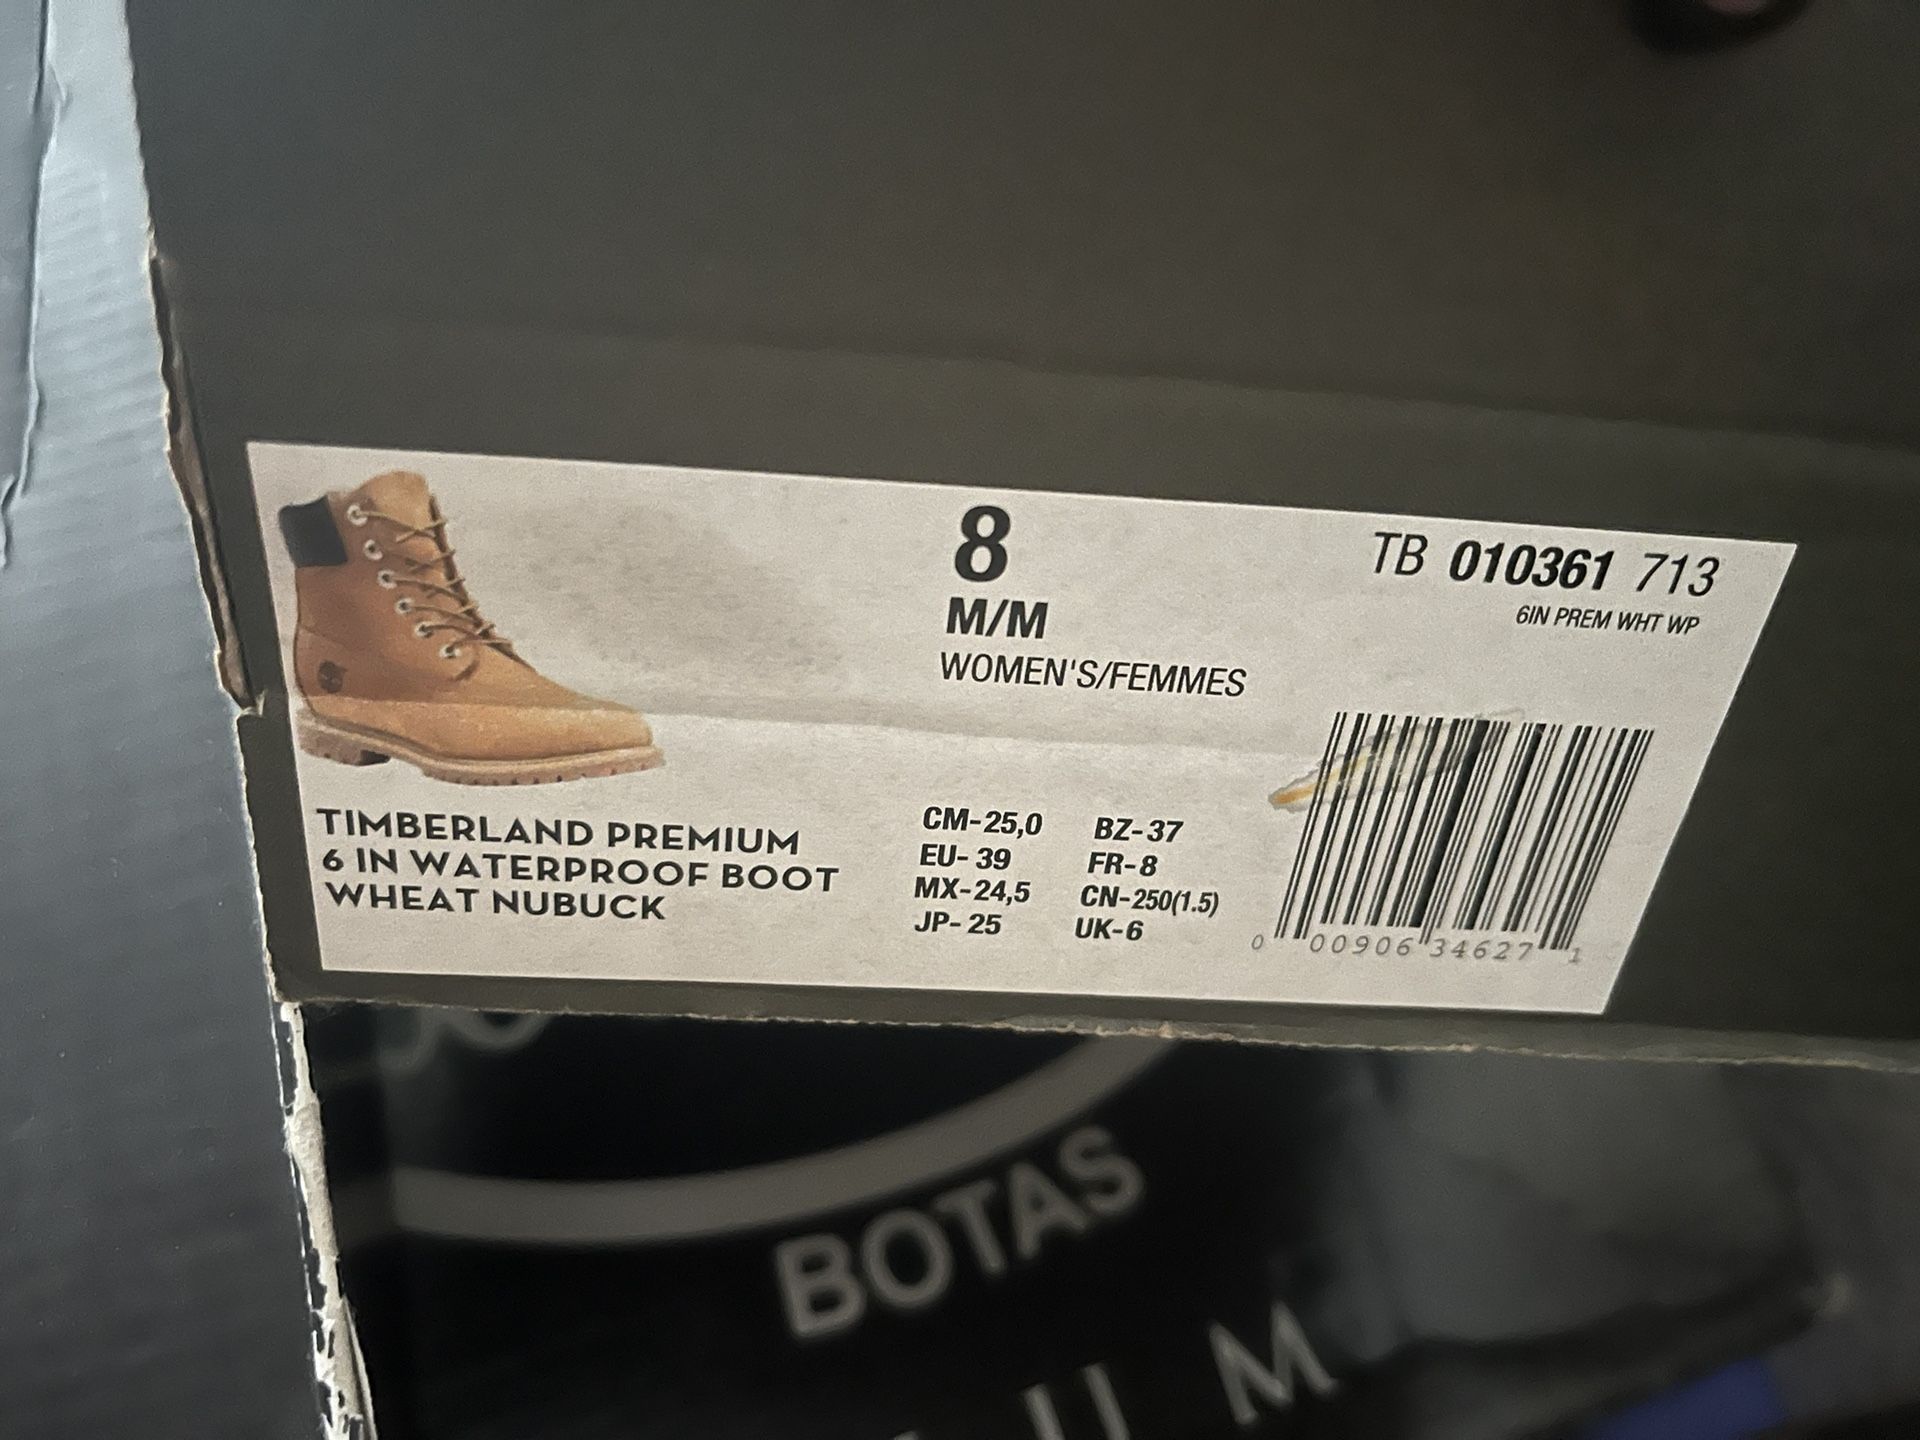 8
M/M
WOMEN'S/FEMMES
TB 010361 713
6IN PREM WHT WP
TIMBERLAND PREMIUM
6 IN WATERPROOF BOOT
WHEAT NUBUCK
CM-25,0 BZ-37
EU-39 FR-8
MX-24,5 CN-250(1.5)
JP-25 UK-6
0 00906 34627 1
BOTAS